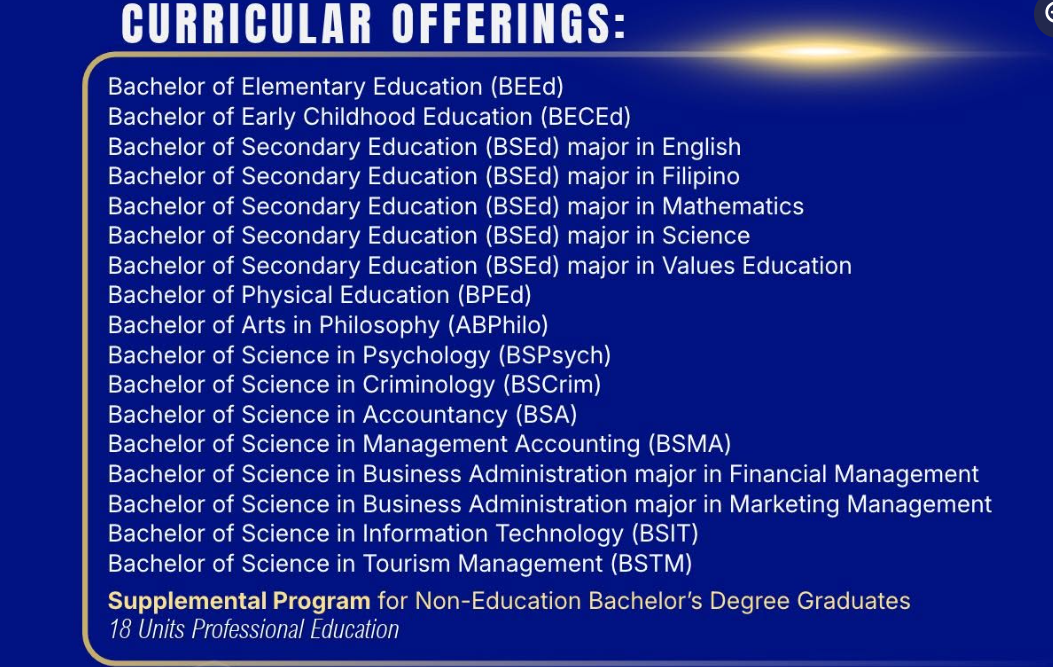 CURRICULAR OFFERINGS:
Bachelor of Elementary Education (BEEd)
Bachelor of Early Childhood Education (BECEd)
Bachelor of Secondary Education (BSEd) major in English
Bachelor of Secondary Education (BSEd) major in Filipino
Bachelor of Secondary Education (BSEd) major in Mathematics
Bachelor of Secondary Education (BSEd) major in Science
Bachelor of Secondary Education (BSEd) major in Values Education
Bachelor of Physical Education (BPEd)
Bachelor of Arts in Philosophy (ABPhilo)
Bachelor of Science in Psychology (BSPsych)
Bachelor of Science in Criminology (BSCrim)
Bachelor of Science in Accountancy (BSA)
Bachelor of Science in Management Accounting (BSMA)
Bachelor of Science in Business Administration major in Financial Management
Bachelor of Science in Business Administration major in Marketing Management
Bachelor of Science in Information Technology (BSIT)
Bachelor of Science in Tourism Management (BSTM)
Supplemental Program for Non-Education Bachelor’s Degree Graduates
18 Units Professional Education